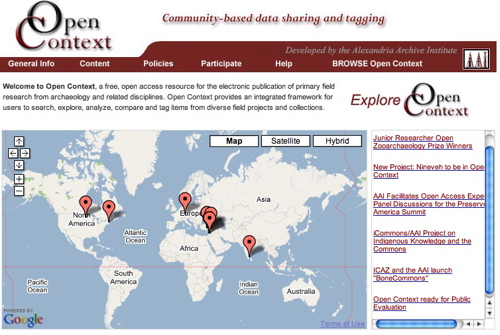 Open
Context
Community-based data sharing and tagging
Developed by the Alexandria Archive Institute
General Info Content Policies Participate Help BROWSE Open Context
Welcome to Open Context, a free, open access resource for the electronic publication of primary field
research from archaeology and related disciplines. Open Context provides an integrated framework for
users to search, explore, analyze, compare and tag items from diverse field projects and collections.
Explore Open
Context
Map Satellite Hybrid
North
America
Atlantic
Ocean
Europe
Asia
Africa
South
America
Pacific
Ocean
Indian
Ocean
Australia
POWERED BY
Google
Terms of Use
Junior Researcher Open
Zooarchaeology Prize Winners
New Project: Nineveh to be in Ope
Context
AAI Facilitates Open Access Expe
Panel Discussions for the Preserve
America Summit
iCommons/AAI Project on
Indigenous Knowledge and the
Commons
ICAZ and the AAI launch
"BoneCommons"
Open Context ready for Public
Evaluation